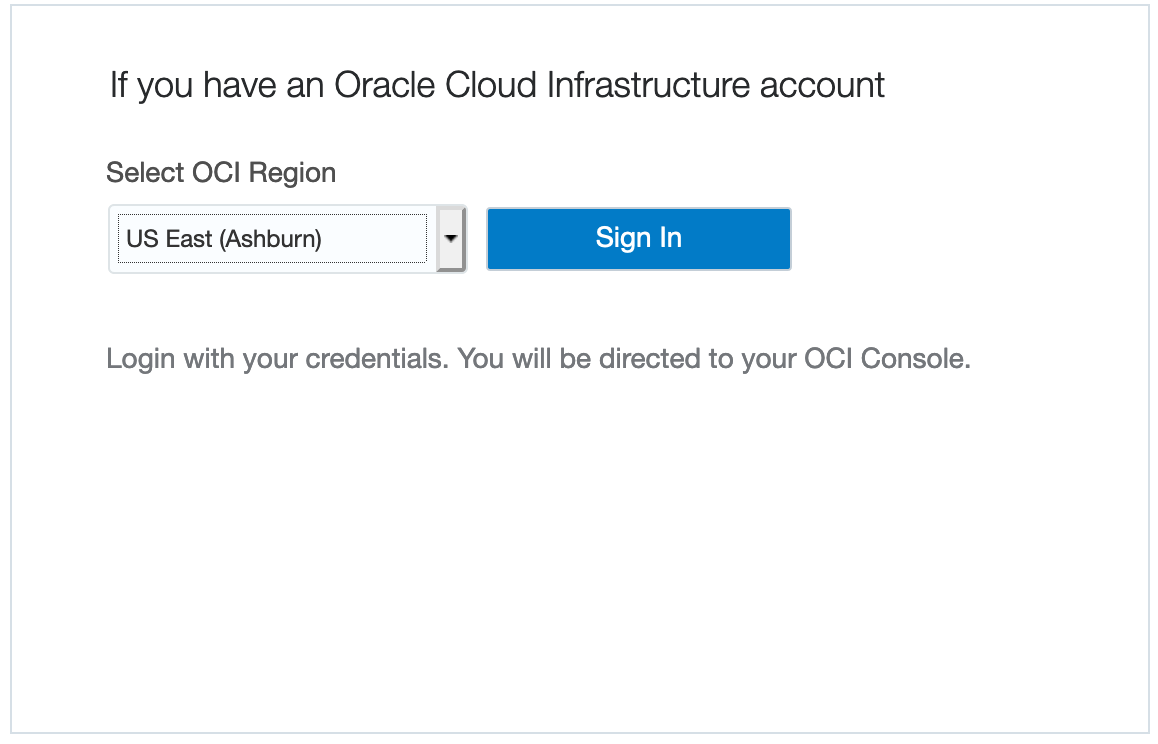 If you have an Oracle Cloud Infrastructure account
Select OCI Region
US East (Ashburn)
Sign In
Login with your credentials. You will be directed to your OCI Console.